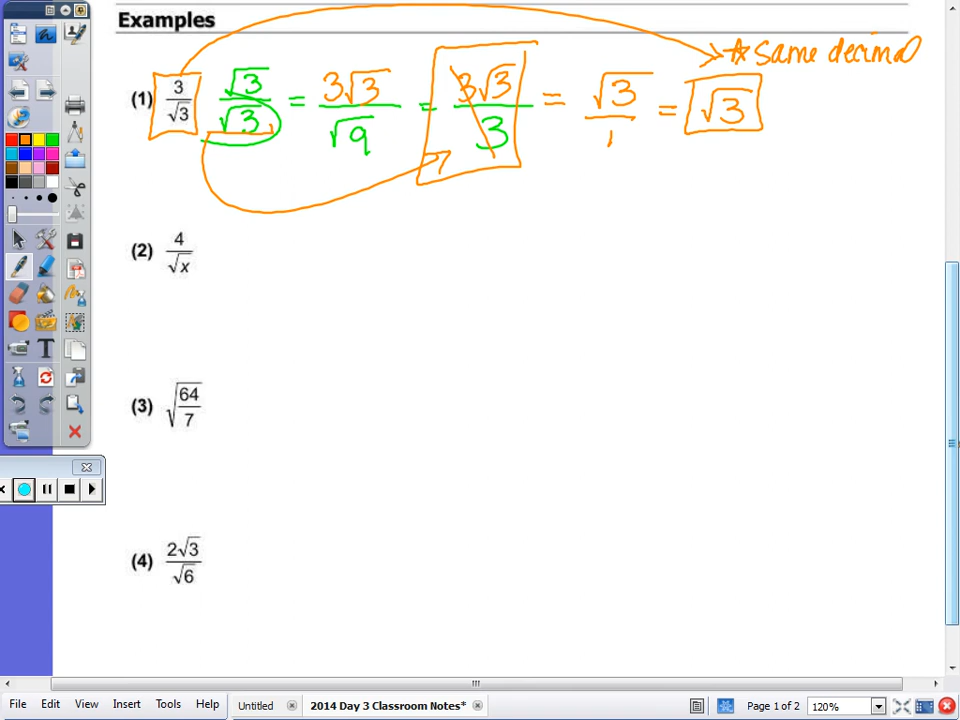 Examples
* Same decimal
(1) 3/√3 √3/√3 = 3√3/√9 = 3√3/3 = √3/1 = √3
(2) 4/√x
(3) √64/7
(4) 2√3/√6
File Edit View Insert Tools Help Untitled 2014 Day 3 Classroom Notes* Page 1 of 2 120%